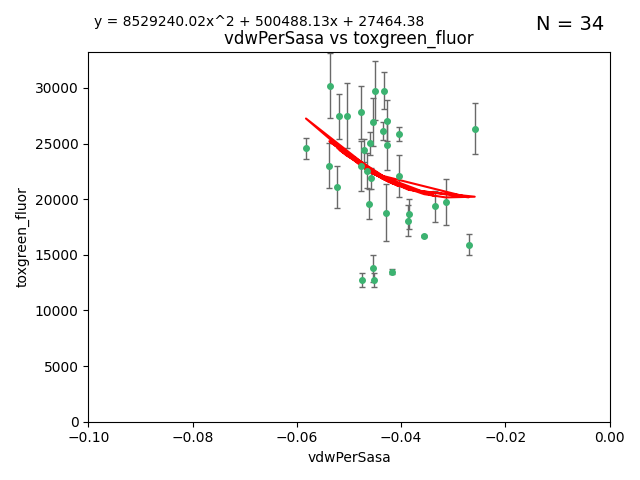 y = 8529240.02x^2 + 500488.13x + 27464.38
N = 34
vdwPerSasa vs toxgreen_fluor
toxgreen_fluor
30000
25000
20000
15000
10000
5000
0
−0.10
−0.08
−0.06
−0.04
−0.02
0.00
vdwPerSasa